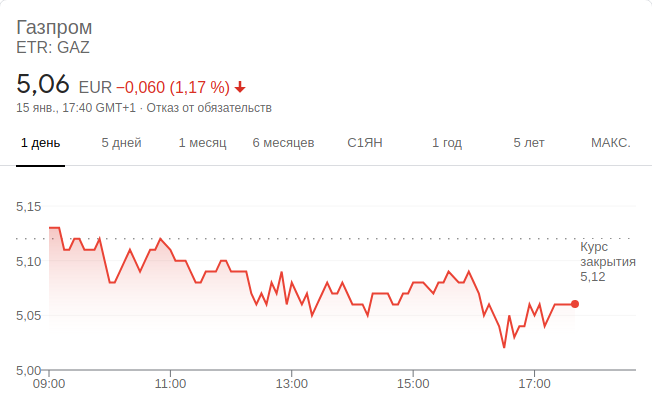 Газпром
ETR: GAZ
5,06 EUR −0,060 (1,17 %)
15 янв., 17:40 GMT+1 · Отказ от обязательств
1 день 5 дней 1 месяц 6 месяцев С1ЯН 1 год 5 лет МАКС.
5,15
5,10
5,05
5,00
Курс
закрытия
5,12
09:00 11:00 13:00 15:00 17:00